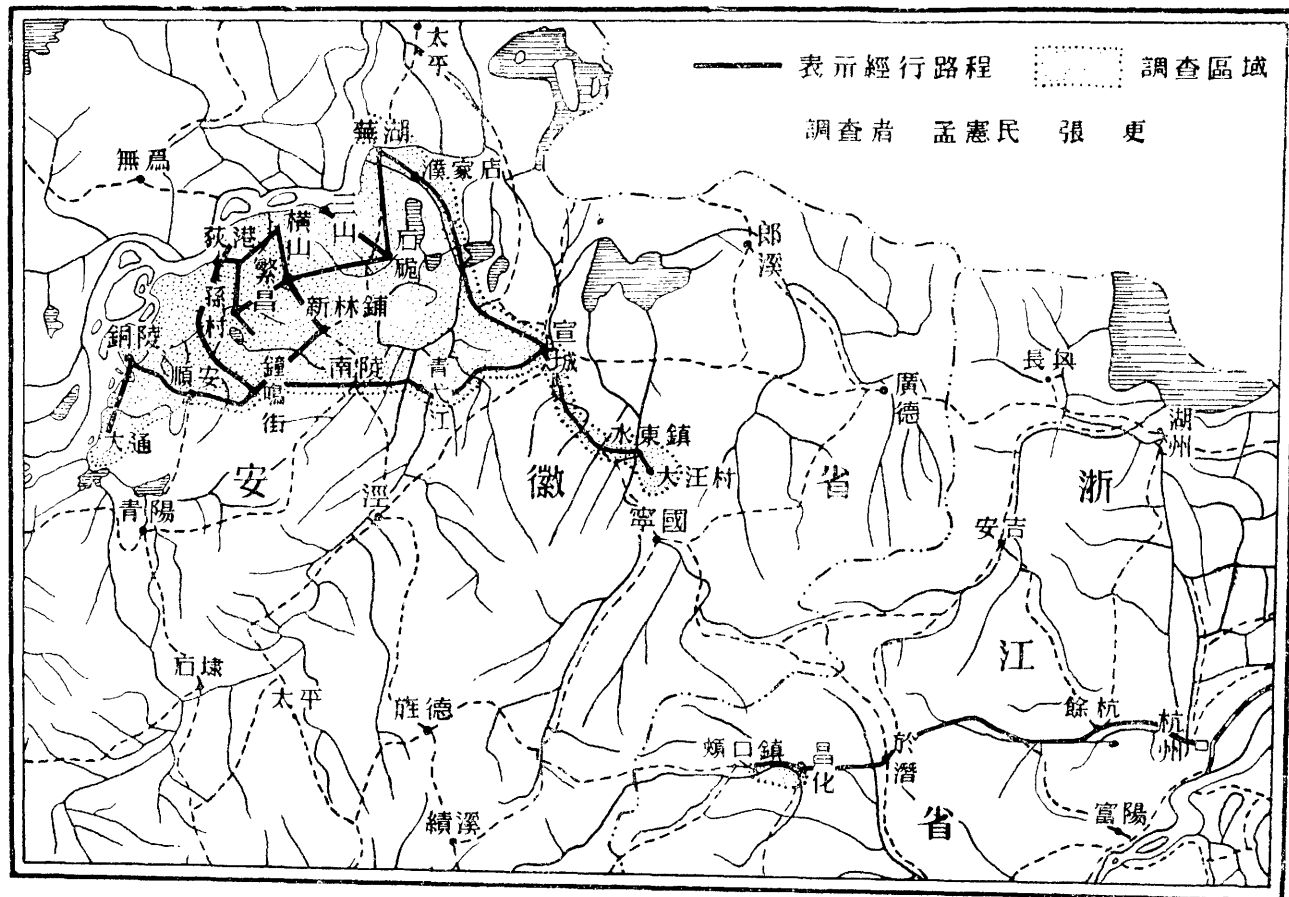 表示經行路程
調查區域
調查者 孟憲民 張更
太平
蕪湖
濮家店
無爲
三山
橫山
石硊
荻港
繁昌
孫村
新林鋪
郎溪
宣城
銅陵
順安
鐘鳴街
南陵
青弋江
長興
廣德
湖州
水東鎮
大通
大汪村
安徽省
浙江省
青陽
涇
寧國
安吉
石埭
太平
旌德
餘杭
杭州
頰口鎮
昌化
於潛
富陽
績溪